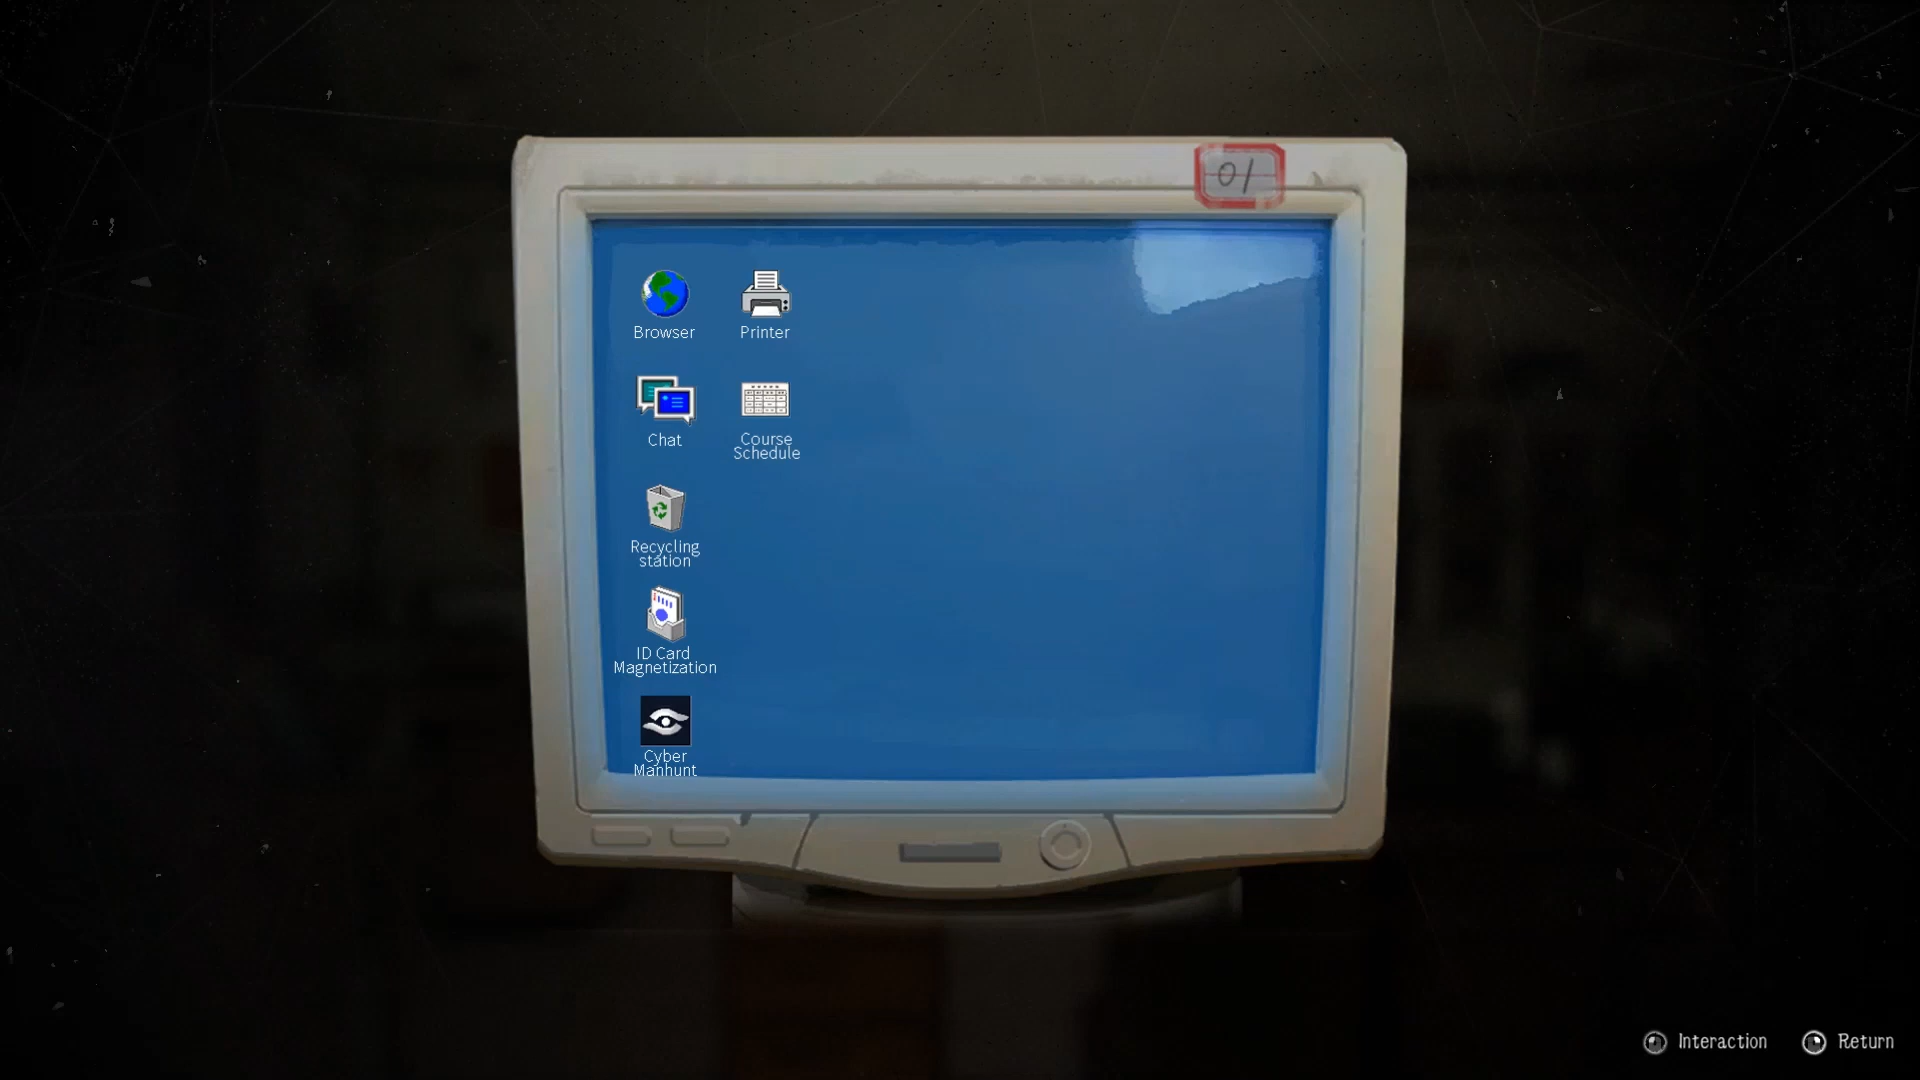 01
Browser
Printer
Chat
Course
Schedule
Recycling
station
ID Card
Magnetization
Cyber
Manhunt
Interaction
Return